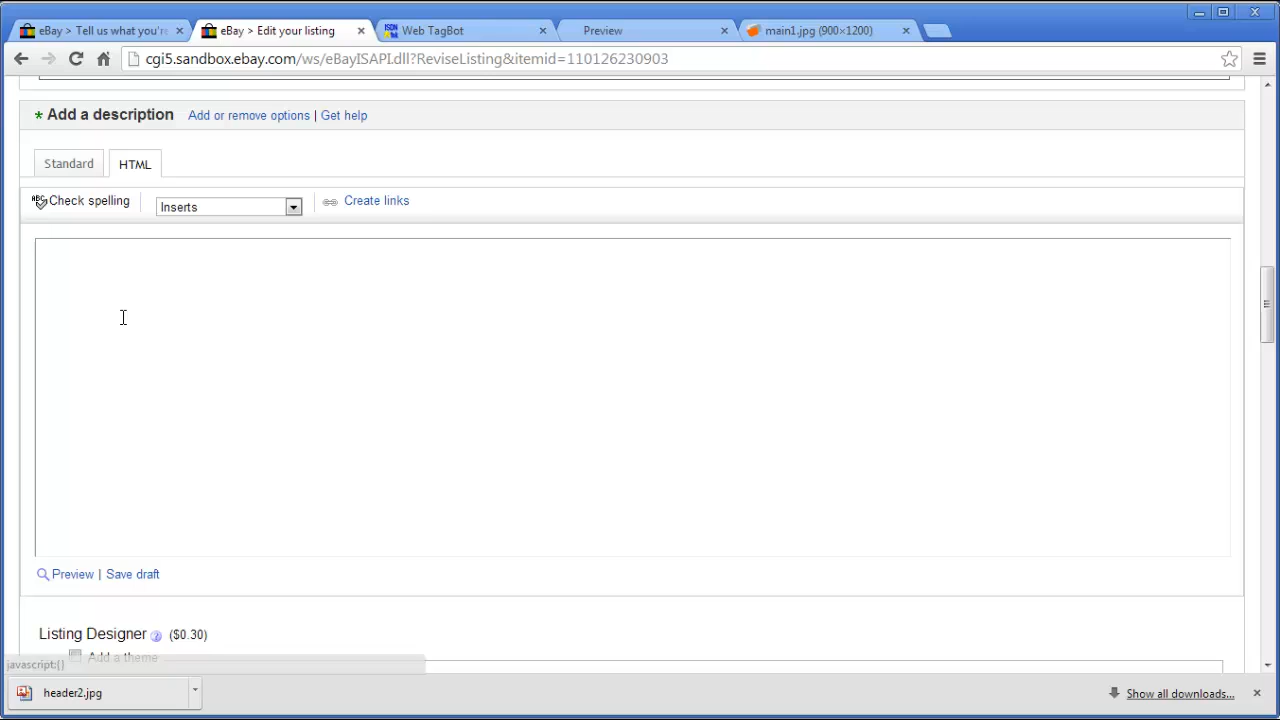 eBay > Tell us what you're
eBay > Edit your listing
Web TagBot
Preview
main1.jpg (900×1200)
cgi5.sandbox.ebay.com/ws/eBayISAPI.dll?ReviseListing&itemid=110126230903
* Add a description Add or remove options | Get help
Standard
HTML
ABC Check spelling
Inserts
Create links
Preview | Save draft
Listing Designer ? ($0.30)
Add a theme
javascript:{}
header2.jpg
Show all downloads...